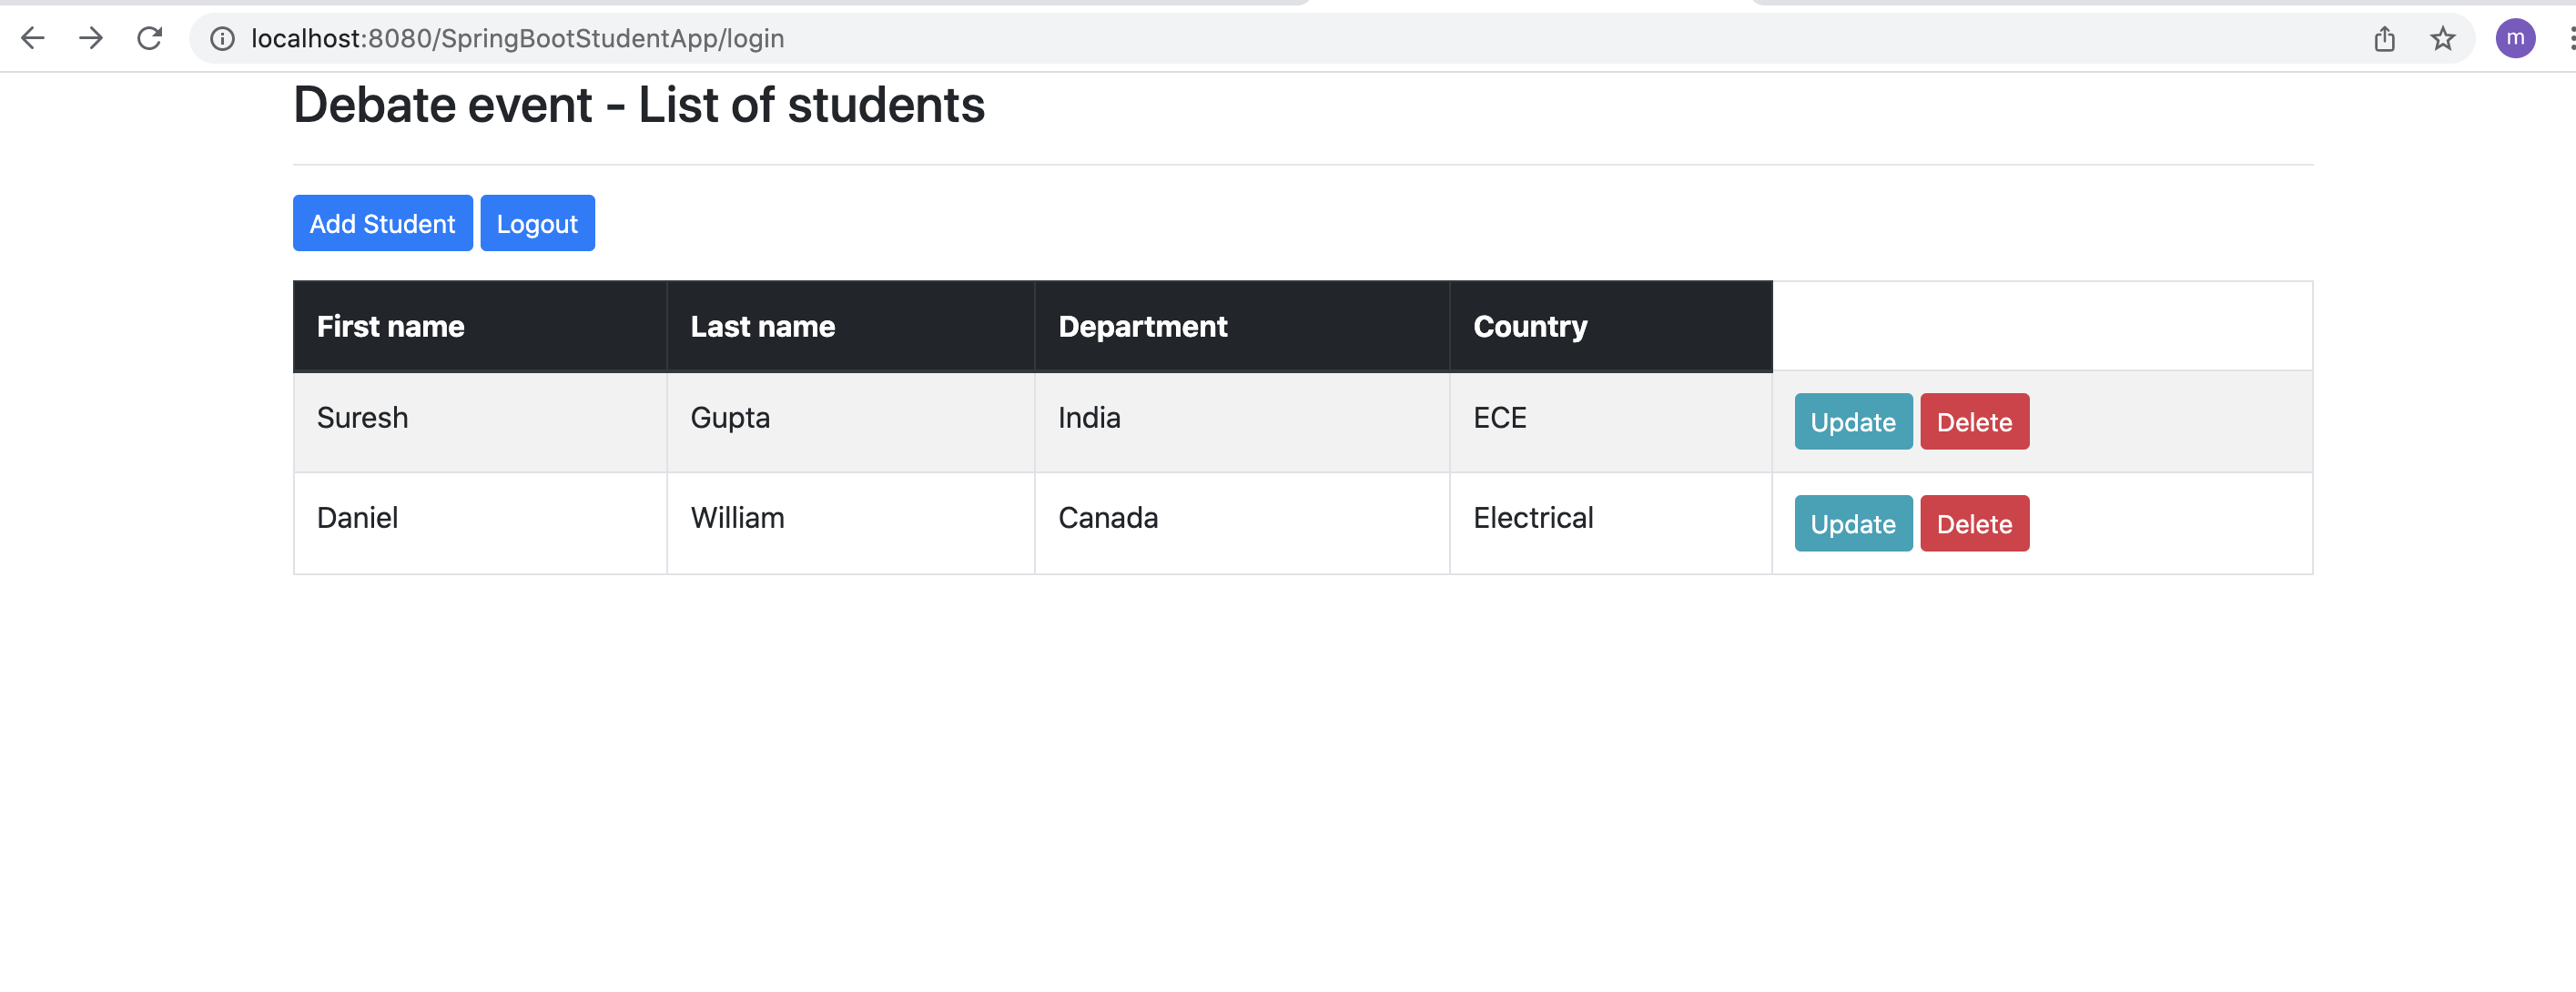 localhost:8080/SpringBootStudentApp/login
m
Debate event - List of students
Add Student Logout
First name Last name Department Country
Suresh Gupta India ECE Update Delete
Daniel William Canada Electrical Update Delete